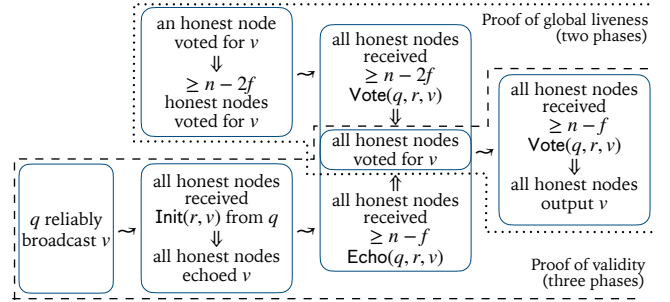 Proof of global liveness
(two phases)
an honest node
voted for v
⇓
≥ n − 2f
honest nodes
voted for v
⤳
all honest nodes
received
≥ n − 2f
Vote(q, r, v)
⇓
all honest nodes
voted for v
⇑
all honest nodes
received
≥ n − f
Echo(q, r, v)
⤳
all honest nodes
received
≥ n − f
Vote(q, r, v)
⇓
all honest nodes
output v
q reliably
broadcast v
⤳
all honest nodes
received
Init(r, v) from q
⇓
all honest nodes
echoed v
⤳
Proof of validity
(three phases)